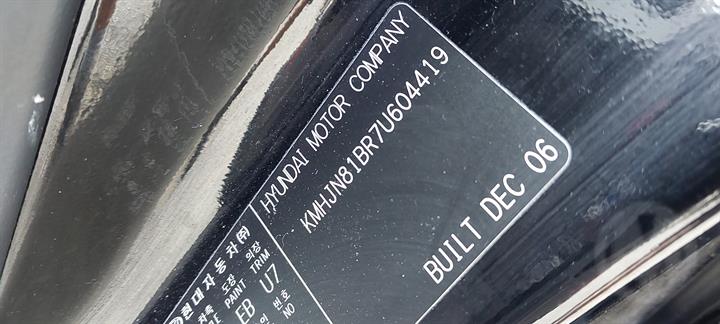 현대자동차(주)
HYUNDAI MOTOR COMPANY
도장 의장
PAINT TRIM
EB U7
번호
NO
KMHJN81BR7U604419
BUILT DEC 06